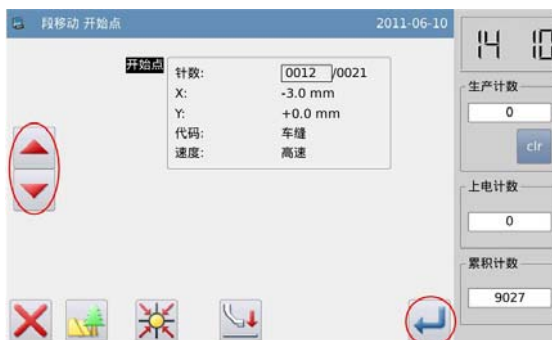 段移动 开始点 2011-06-10
14 10
开始点
针数: 0012 /0021
X: -3.0 mm
Y: +0.0 mm
代码: 车缝
速度: 高速
生产计数
0
clr
上电计数
0
累积计数
9027